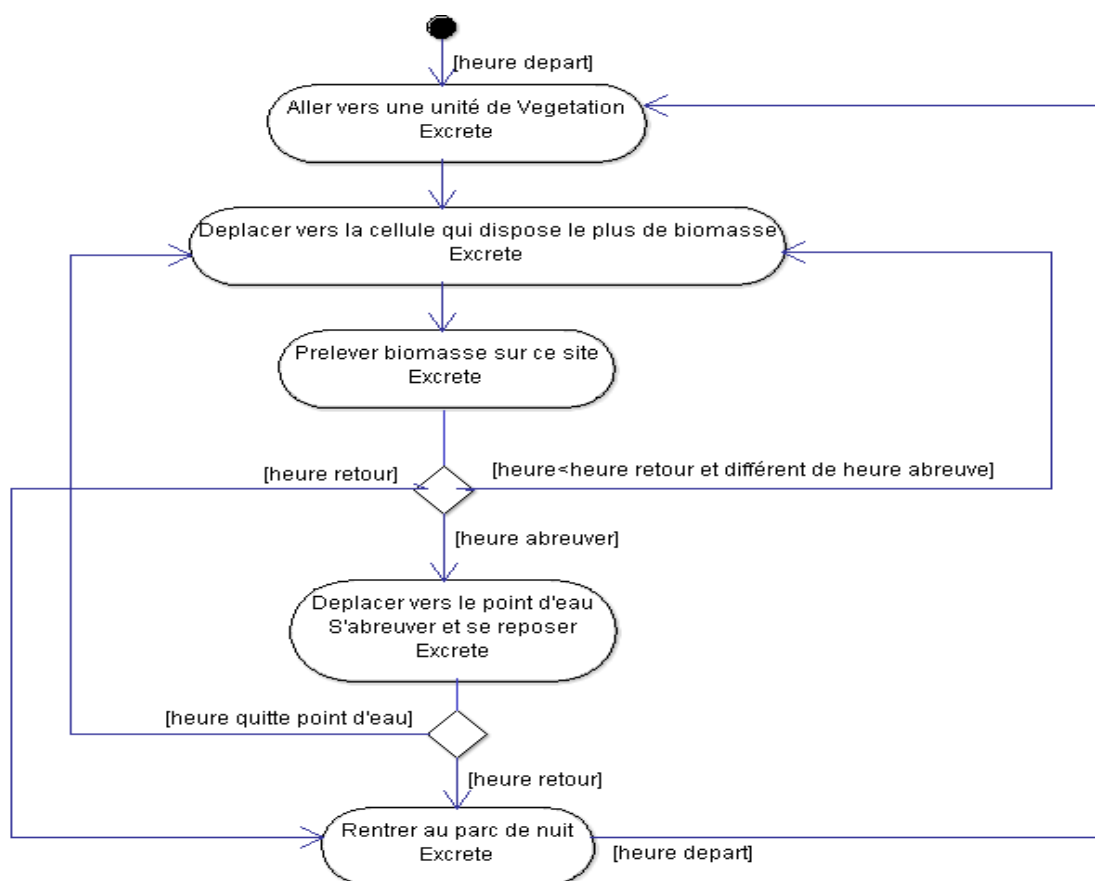 [heure depart]
Aller vers une unité de Vegetation
Excrete
Deplacer vers la cellule qui dispose le plus de biomasse
Excrete
Prelever biomasse sur ce site
Excrete
[heure retour]
[heure<heure retour et différent de heure abreuve]
[heure abreuver]
Deplacer vers le point d'eau
S'abreuver et se reposer
Excrete
[heure quitte point d'eau]
[heure retour]
Rentrer au parc de nuit
Excrete
[heure depart]